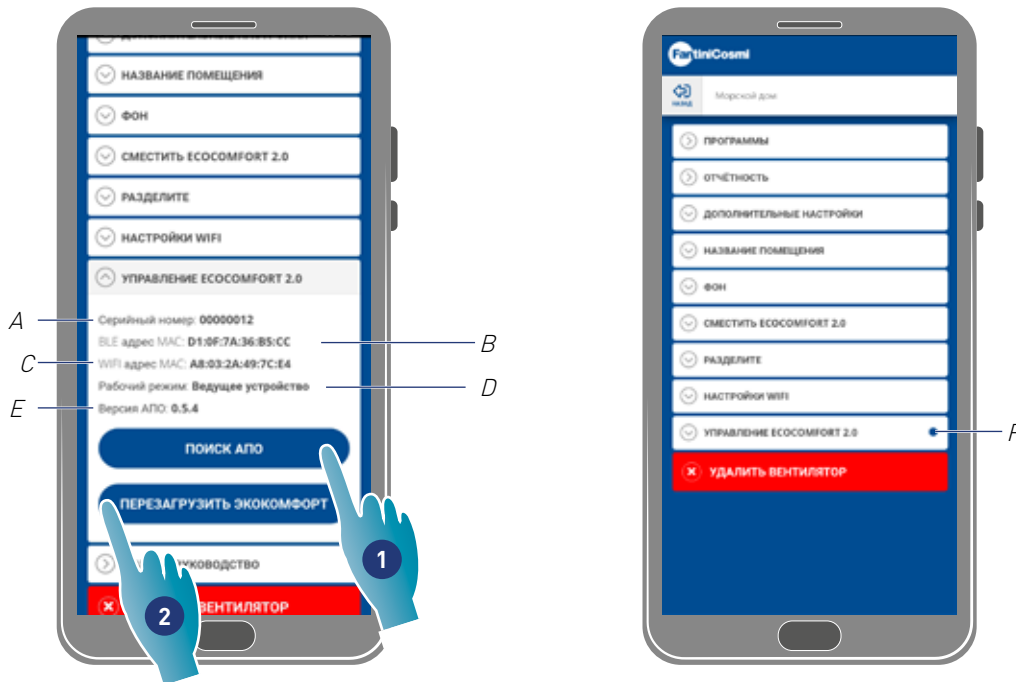 НАЗВАНИЕ ПОМЕЩЕНИЯ
ФОН
СМЕСТИТЬ ECOCOMFORT 2.0
РАЗДЕЛИТЕ
НАСТРОЙКИ WIFI
УПРАВЛЕНИЕ ECOCOMFORT 2.0
A
Серийный номер: 00000012
BLE адрес MAC: D1:0F:7A:36:B5:CC
B
C
WIFI адрес MAC: A8:03:2A:49:7C:E4
Рабочий режим: Ведущее устройство
D
E
Версия АПО: 0.5.4
ПОИСК АПО
ПЕРЕЗАГРУЗИТЬ ЭКОКОМФОРТ
1
2
ВЕНТИЛЯТОР
FantiniCosmi
НАЗАД
Морской дом
ПРОГРАММЫ
ОТЧЁТНОСТЬ
ДОПОЛНИТЕЛЬНЫЕ НАСТРОЙКИ
НАЗВАНИЕ ПОМЕЩЕНИЯ
ФОН
СМЕСТИТЬ ECOCOMFORT 2.0
РАЗДЕЛИТЕ
НАСТРОЙКИ WIFI
УПРАВЛЕНИЕ ECOCOMFORT 2.0
УДАЛИТЬ ВЕНТИЛЯТОР